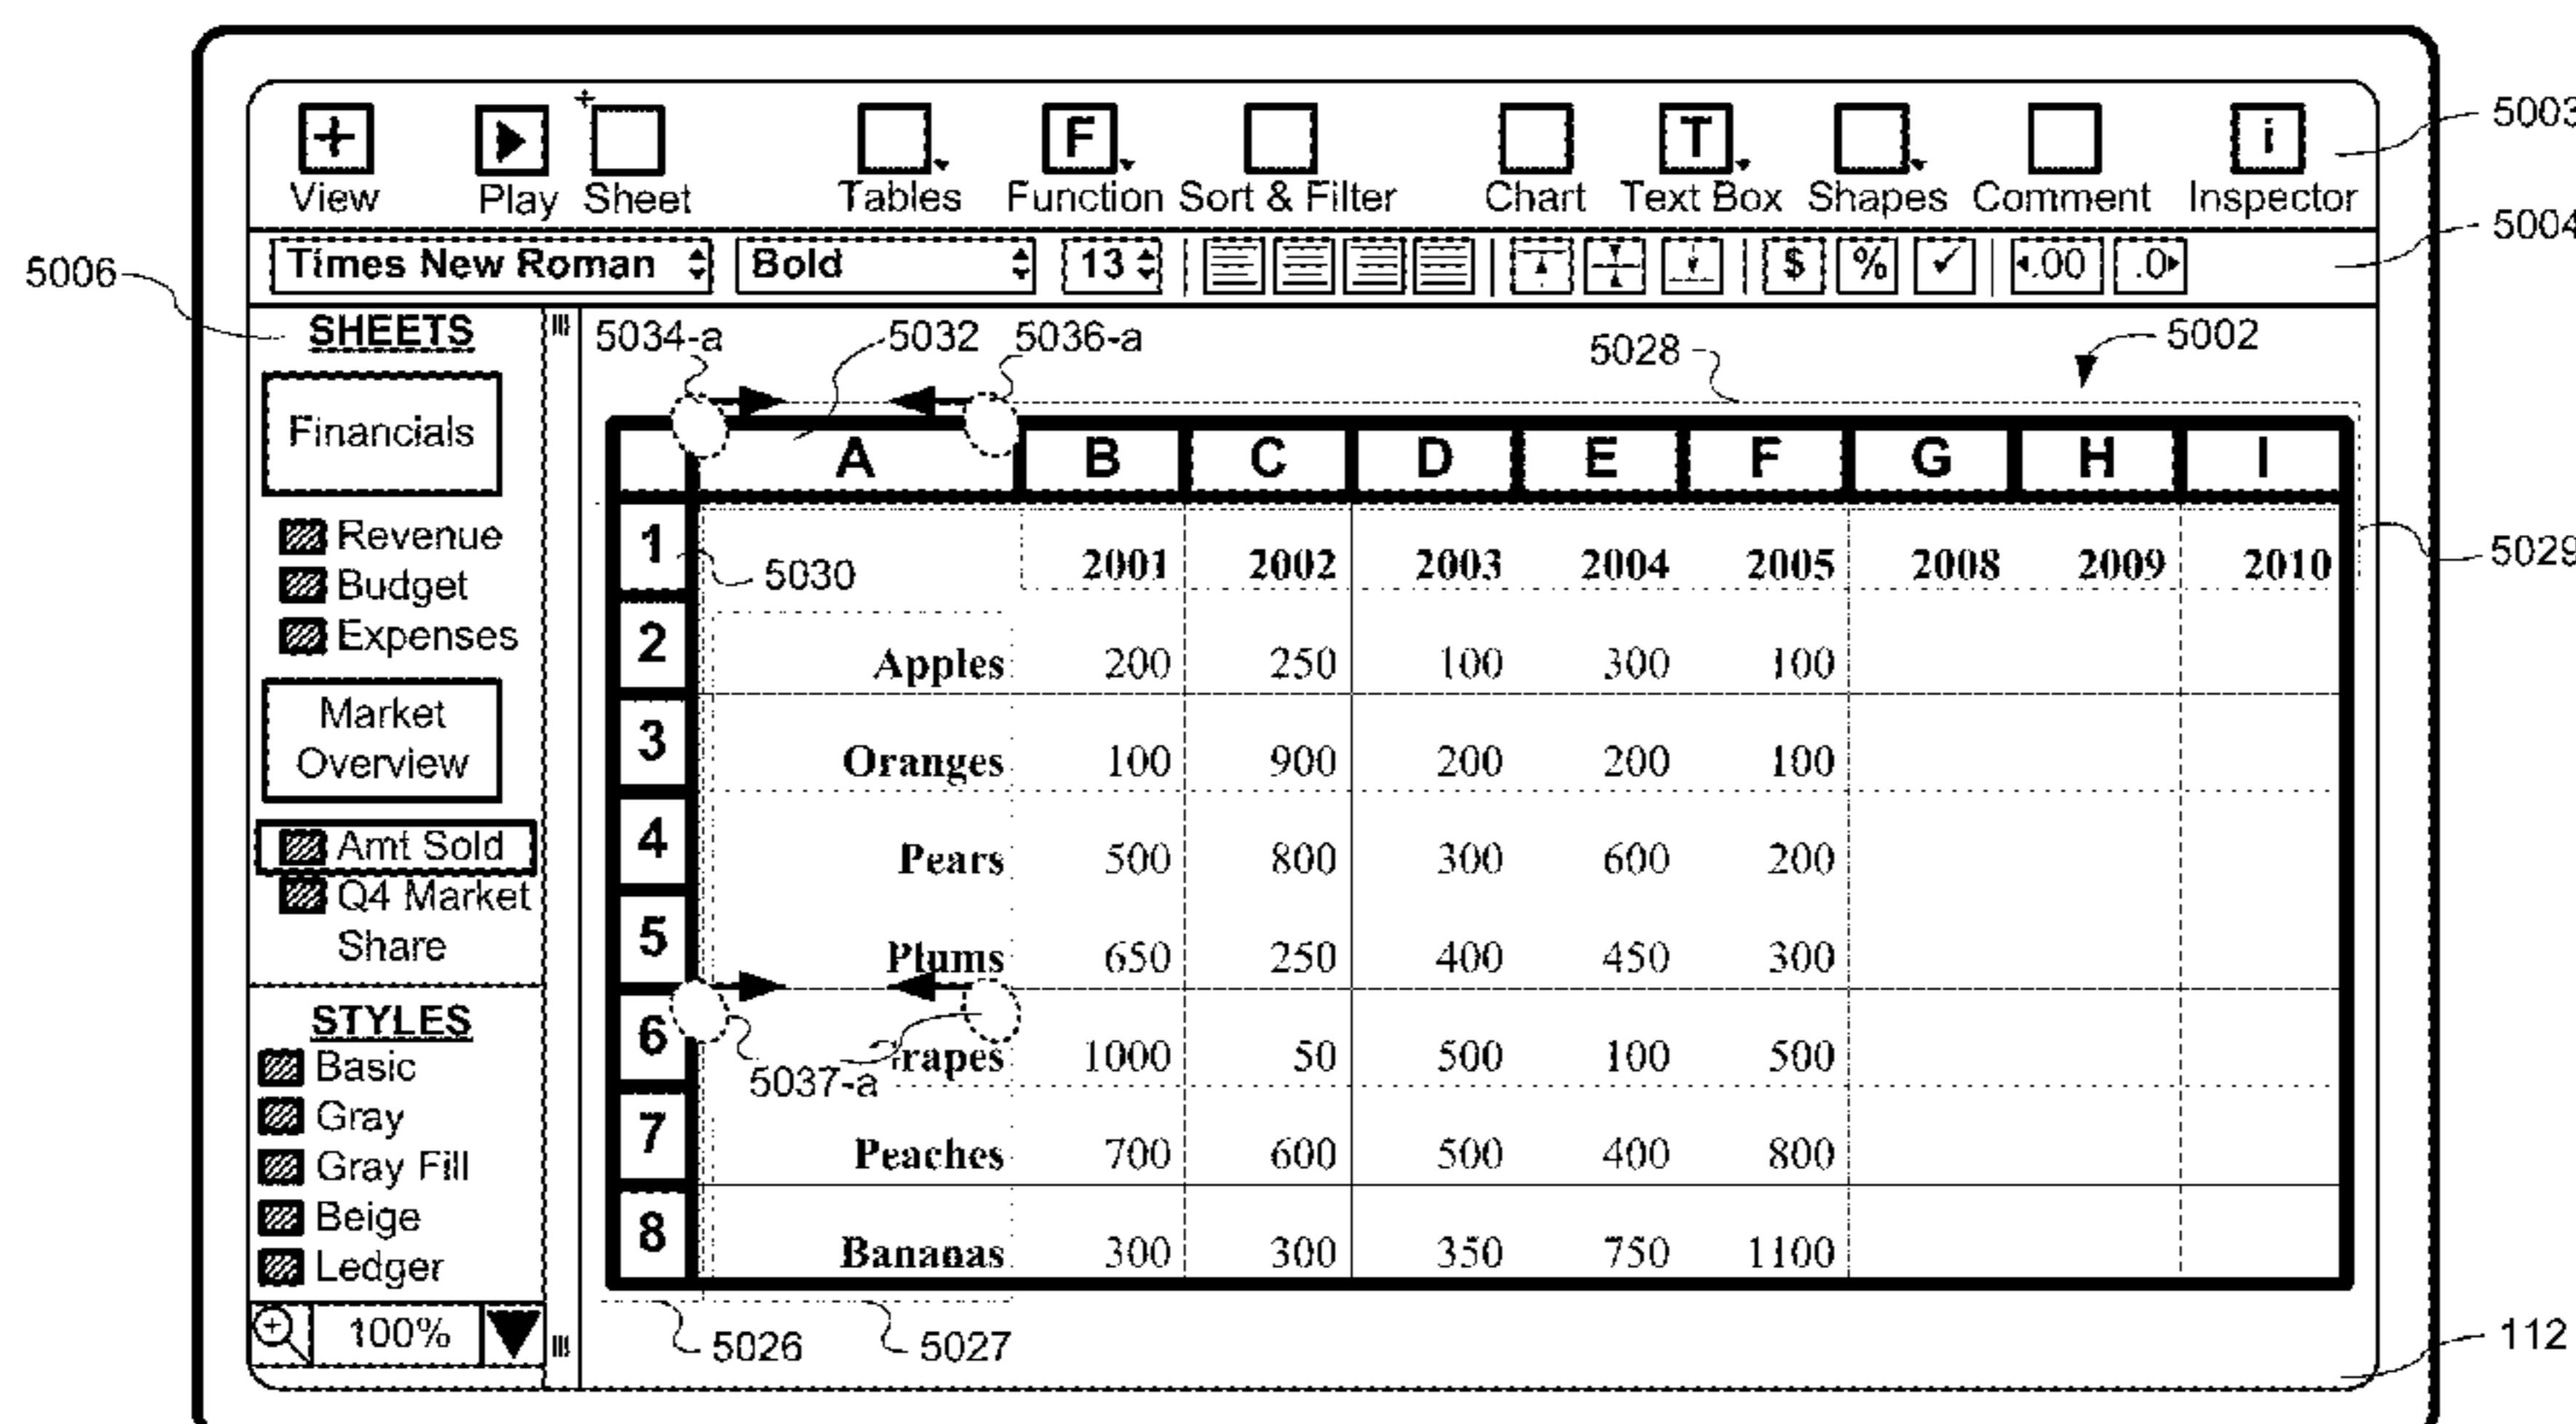 View Play Sheet Tables F Function Sort & Filter Chart T Text Box Shapes Comment i Inspector
5003
Times New Roman Bold 13 $ % .00 .0
5004
5006
SHEETS
Financials
Revenue
Budget
Expenses
Market
Overview
Amt Sold
Q4 Market
Share
STYLES
Basic
Gray
Gray Fill
Beige
Ledger
100%
5034-a 5032 5036-a 5028 5002
A B C D E F G H I
1 2001 2002 2003 2004 2005 2008 2009 2010
5030
5029
2 Apples 200 250 100 300 100
3 Oranges 100 900 200 200 100
4 Pears 500 800 300 600 200
5 Plums 650 250 400 450 300
6 rapes 1000 50 500 100 500
5037-a
7 Peaches 700 600 500 400 800
8 Bananas 300 300 350 750 1100
5026 5027
112